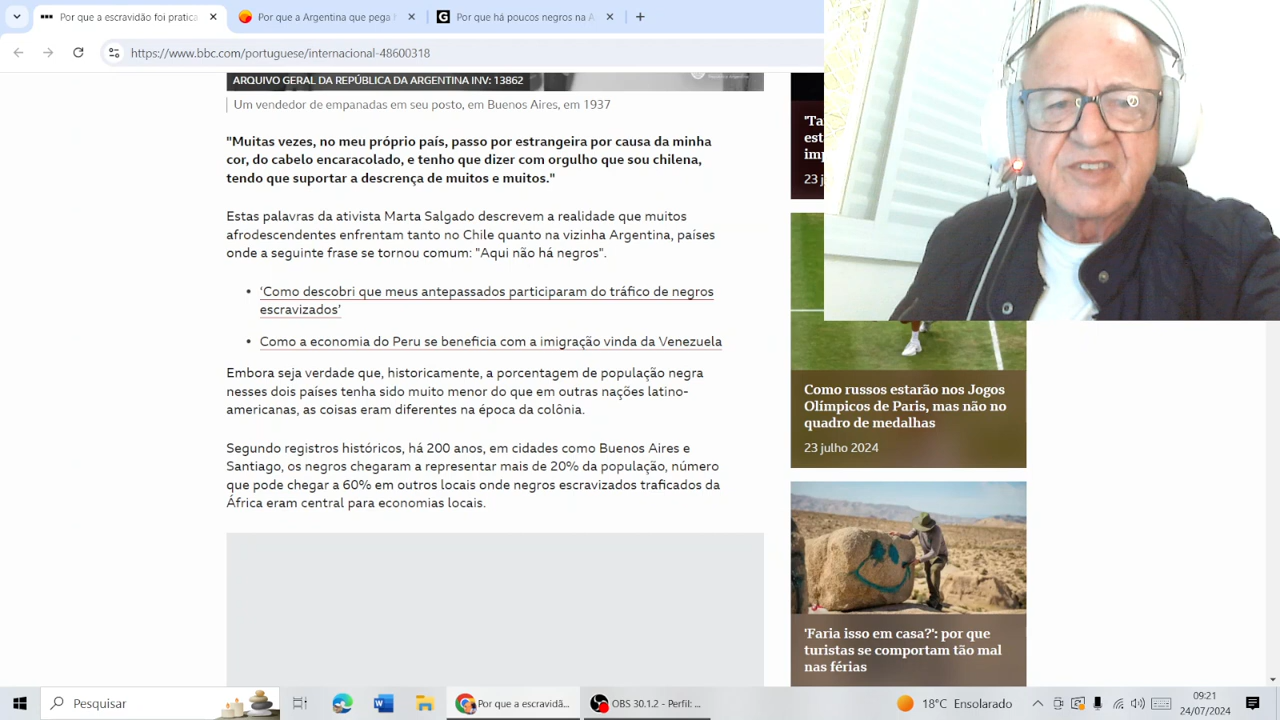 Por que a escravidão foi pratica
Por que a Argentina que pega
Por que há poucos negros na A
https://www.bbc.com/portuguese/internacional-48600318
ARQUIVO GERAL DA REPÚBLICA DA ARGENTINA INV: 13862
Um vendedor de empanadas em seu posto, em Buenos Aires, em 1937
"Muitas vezes, no meu próprio país, passo por estrangeira por causa da minha
cor, do cabelo encaracolado, e tenho que dizer com orgulho que sou chilena,
tendo que suportar a descrença de muitos e muitos."
Estas palavras da ativista Marta Salgado descrevem a realidade que muitos
afrodescendentes enfrentam tanto no Chile quanto na vizinha Argentina, países
onde a seguinte frase se tornou comum: "Aqui não há negros".
'Como descobri que meus antepassados participaram do tráfico de negros
escravizados'
Como a economia do Peru se beneficia com a imigração vinda da Venezuela
Embora seja verdade que, historicamente, a porcentagem de população negra
nesses dois países tenha sido muito menor do que em outras nações latino-
americanas, as coisas eram diferentes na época da colônia.
Segundo registros históricos, há 200 anos, em cidades como Buenos Aires e
Santiago, os negros chegaram a representar mais de 20% da população, número
que pode chegar a 60% em outros locais onde negros escravizados traficados da
África eram central para economias locais.
'Ta
est
imp
23 j
Como russos estarão nos Jogos
Olímpicos de Paris, mas não no
quadro de medalhas
23 julho 2024
'Faria isso em casa?': por que
turistas se comportam tão mal
nas férias
Pesquisar
Por que a escravidã...
OBS 30.1.2 - Perfil: ...
18°C Ensolarado
09:21
24/07/2024